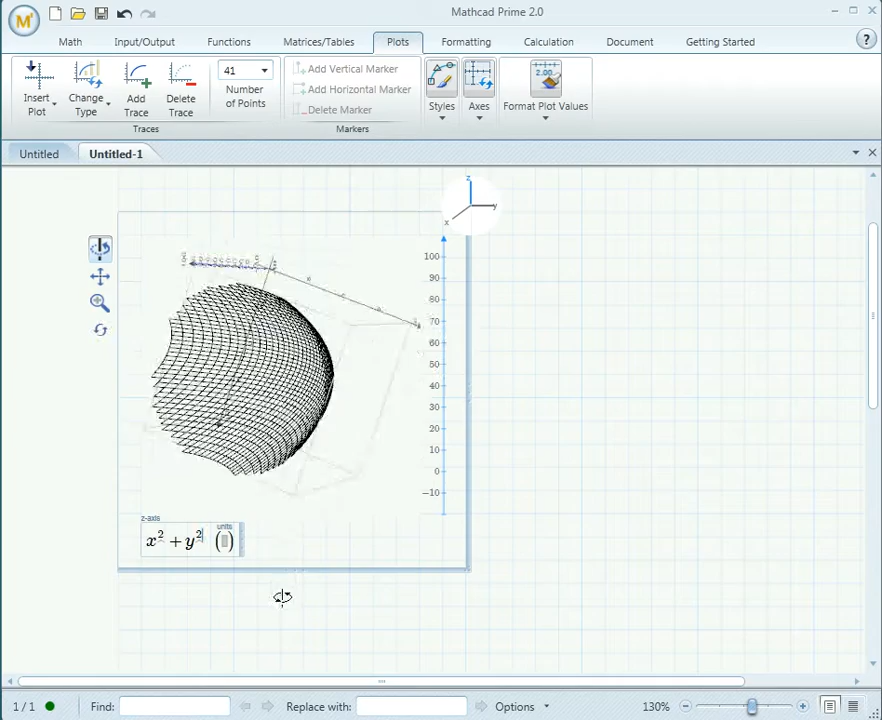 Mathcad Prime 2.0
Math Input/Output Functions Matrices/Tables Plots Formatting Calculation Document Getting Started
Insert Plot
Change Type
Add Trace
Delete Trace
41
Number of Points
Add Vertical Marker
Add Horizontal Marker
Delete Marker
Styles
Axes
2.00
Format Plot Values
Traces
Markers
Untitled
Untitled-1
z
y
x
100
90
80
70
60
50
40
30
20
10
0
−10
z-axis
units
x² + y² ()
1 / 1
Find:
Replace with:
Options
130%